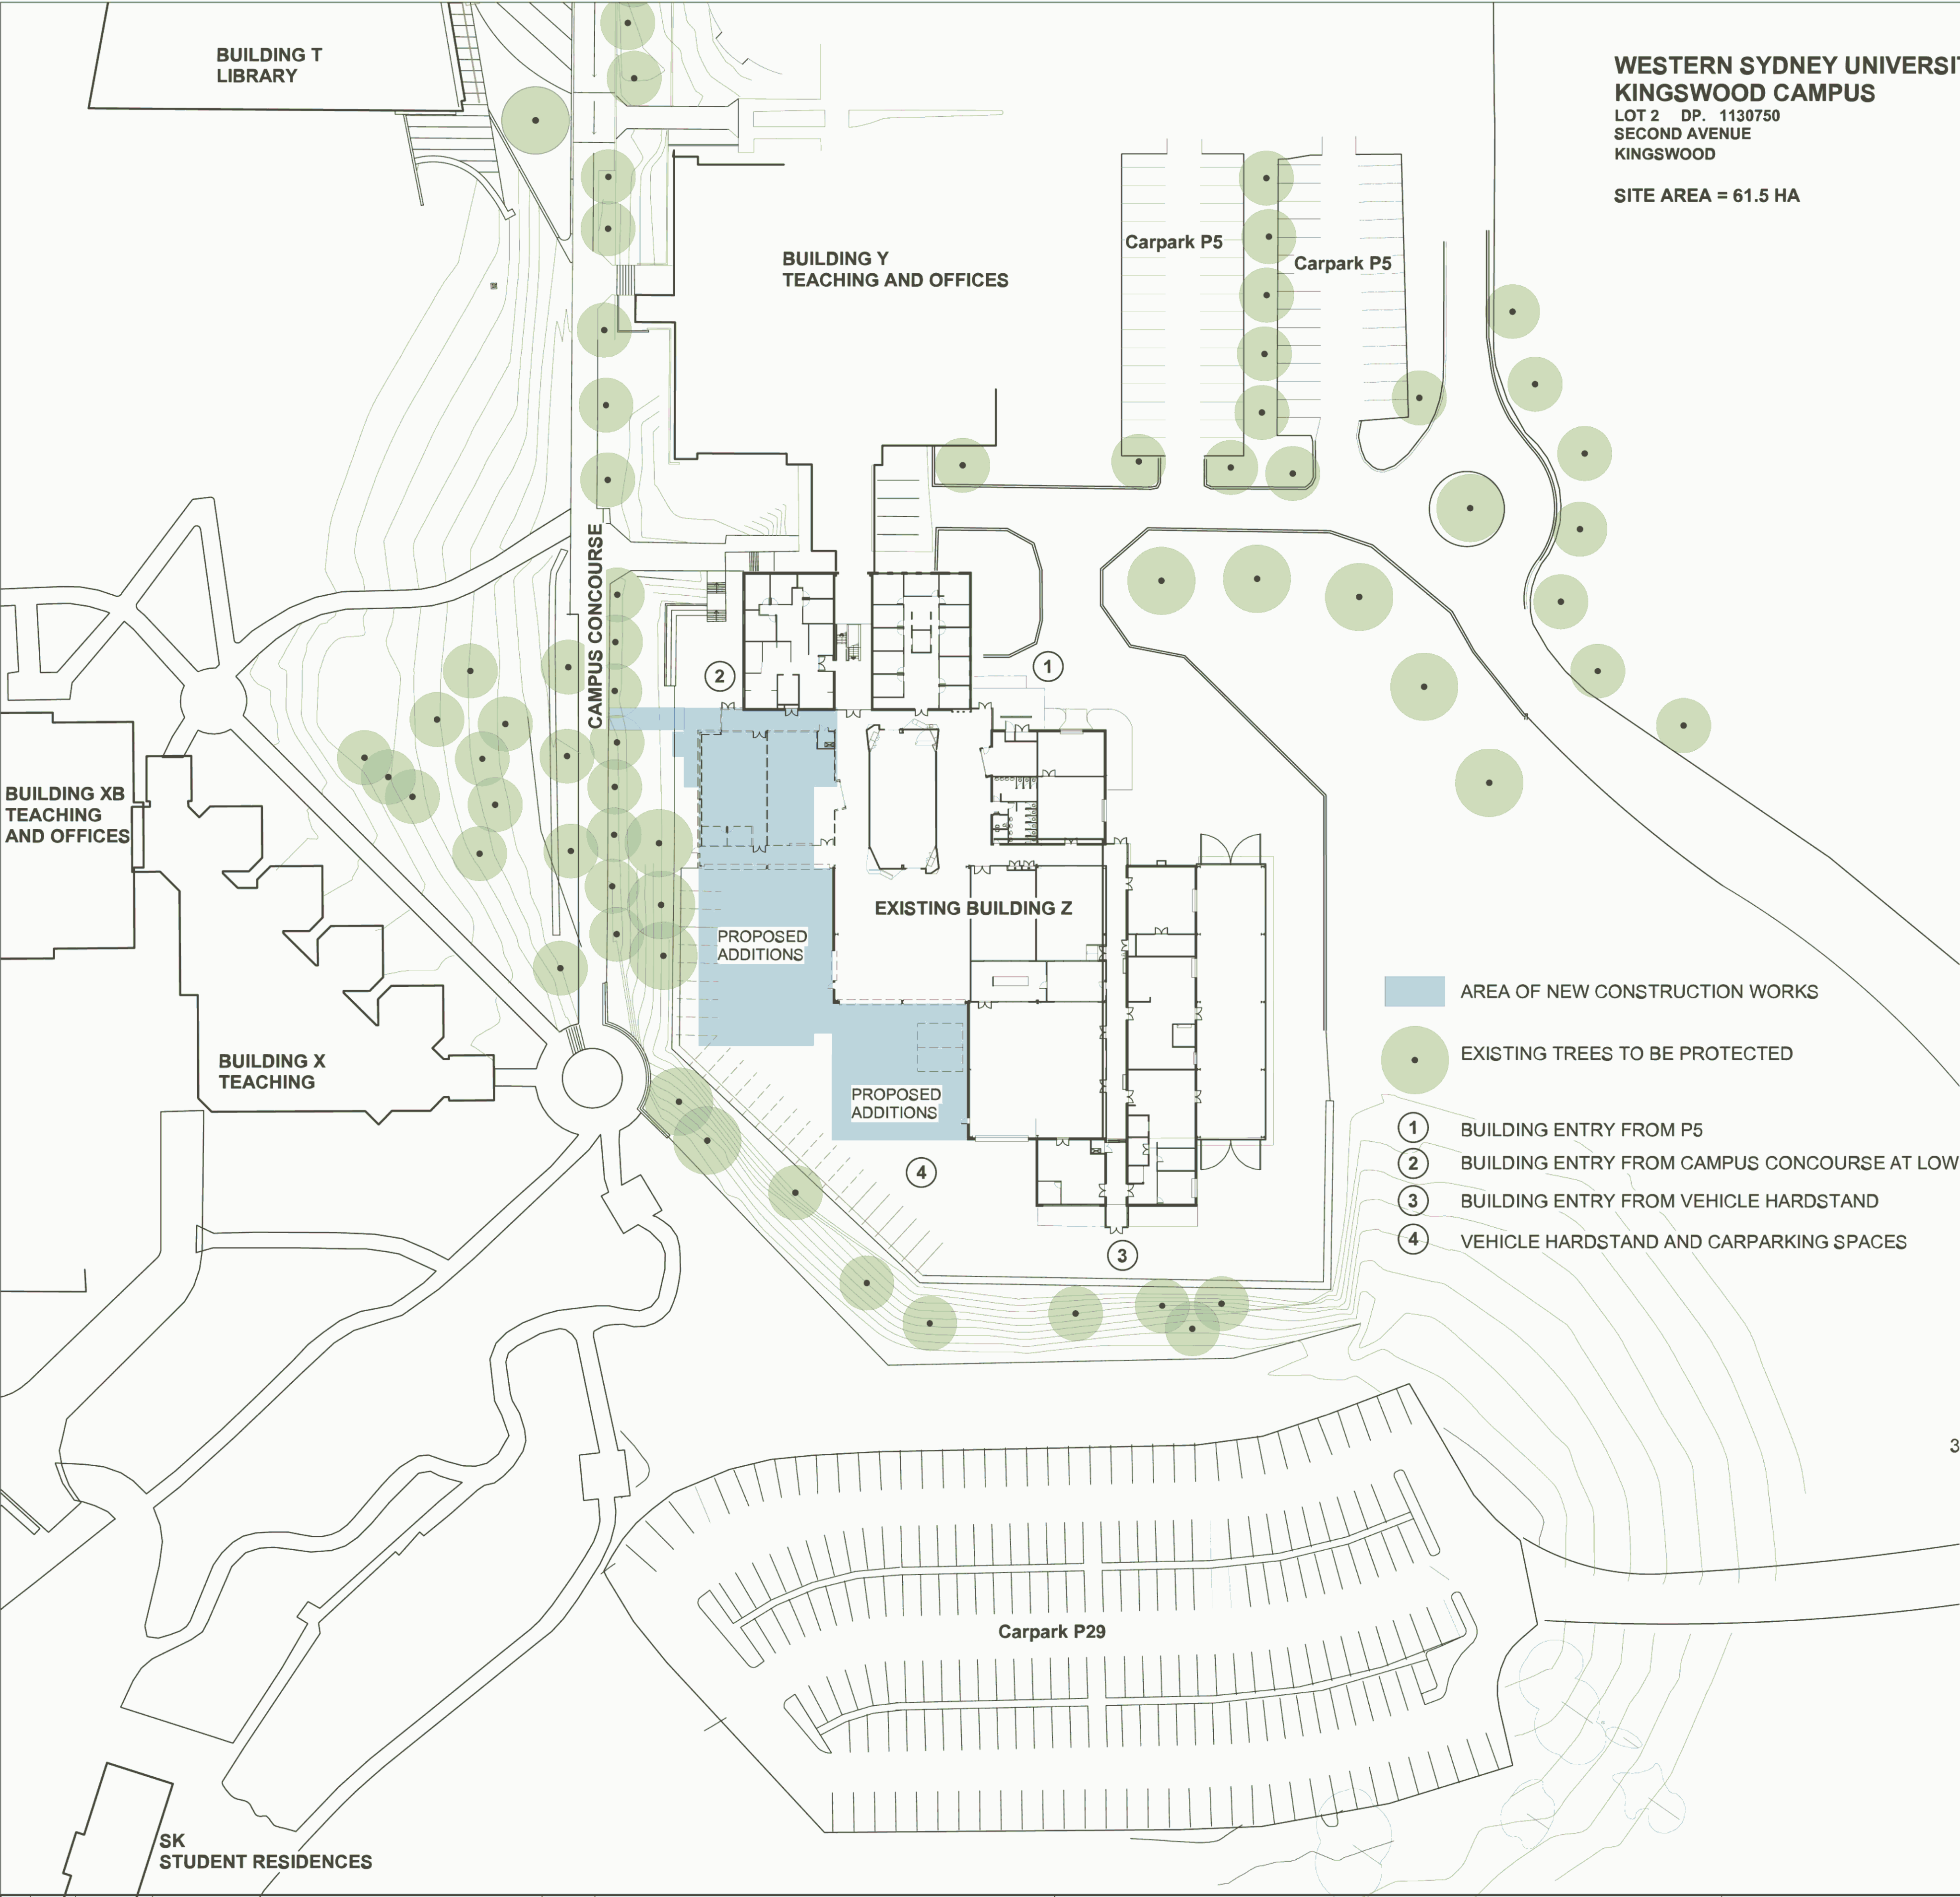 BUILDING T
LIBRARY
WESTERN SYDNEY
KINGSWOOD CAMPUS
LOT 2 DP. 1130750
SECOND AVENUE
KINGSWOOD
SITE AREA = 61.5 HA
BUILDING Y
TEACHING AND OFFICES
Carpark P5
Carpark P5
CAMPUS CONCOURSE
2
1
BUILDING XB
TEACHING
AND OFFICES
EXISTING BUILDING Z
PROPOSED
ADDITIONS
BUILDING X
TEACHING
PROPOSED
ADDITIONS
4
3
AREA OF NEW CONSTRUCTION WORKS
EXISTING TREES TO BE PROTECTED
1 BUILDING ENTRY FROM P5
2 BUILDING ENTRY FROM CAMPUS CONCOURSE AT LOW
3 BUILDING ENTRY FROM VEHICLE HARDSTAND
4 VEHICLE HARDSTAND AND CARPARKING SPACES
3
Carpark P29
SK
STUDENT RESIDENCES